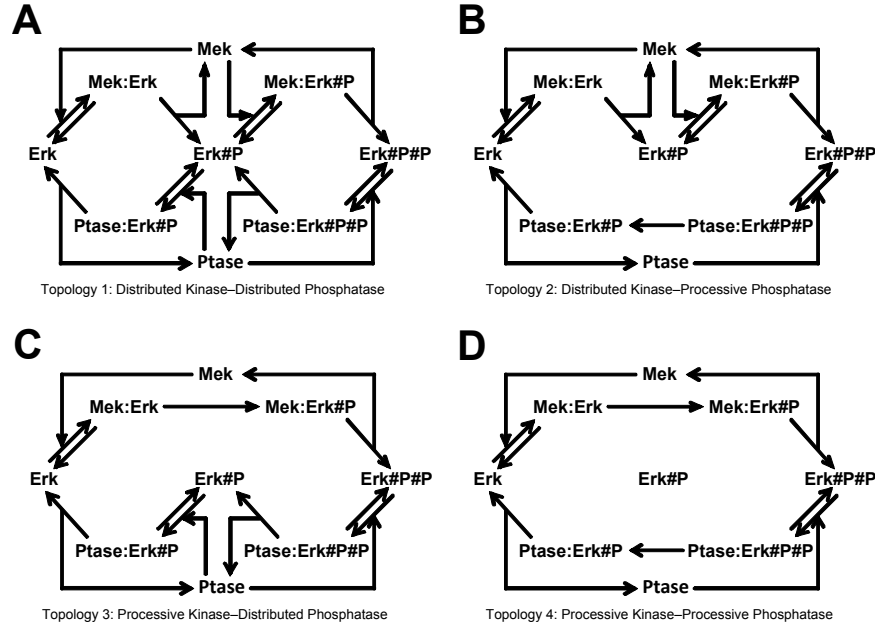 A
Mek
Mek:Erk Mek:Erk#P
Erk Erk#P Erk#P#P
Ptase:Erk#P Ptase:Erk#P#P
Ptase
Topology 1: Distributed Kinase–Distributed Phosphatase
B
Mek
Mek:Erk Mek:Erk#P
Erk Erk#P Erk#P#P
Ptase:Erk#P Ptase:Erk#P#P
Ptase
Topology 2: Distributed Kinase–Processive Phosphatase
C
Mek
Mek:Erk Mek:Erk#P
Erk Erk#P Erk#P#P
Ptase:Erk#P Ptase:Erk#P#P
Ptase
Topology 3: Processive Kinase–Distributed Phosphatase
D
Mek
Mek:Erk Mek:Erk#P
Erk Erk#P Erk#P#P
Ptase:Erk#P Ptase:Erk#P#P
Ptase
Topology 4: Processive Kinase–Processive Phosphatase